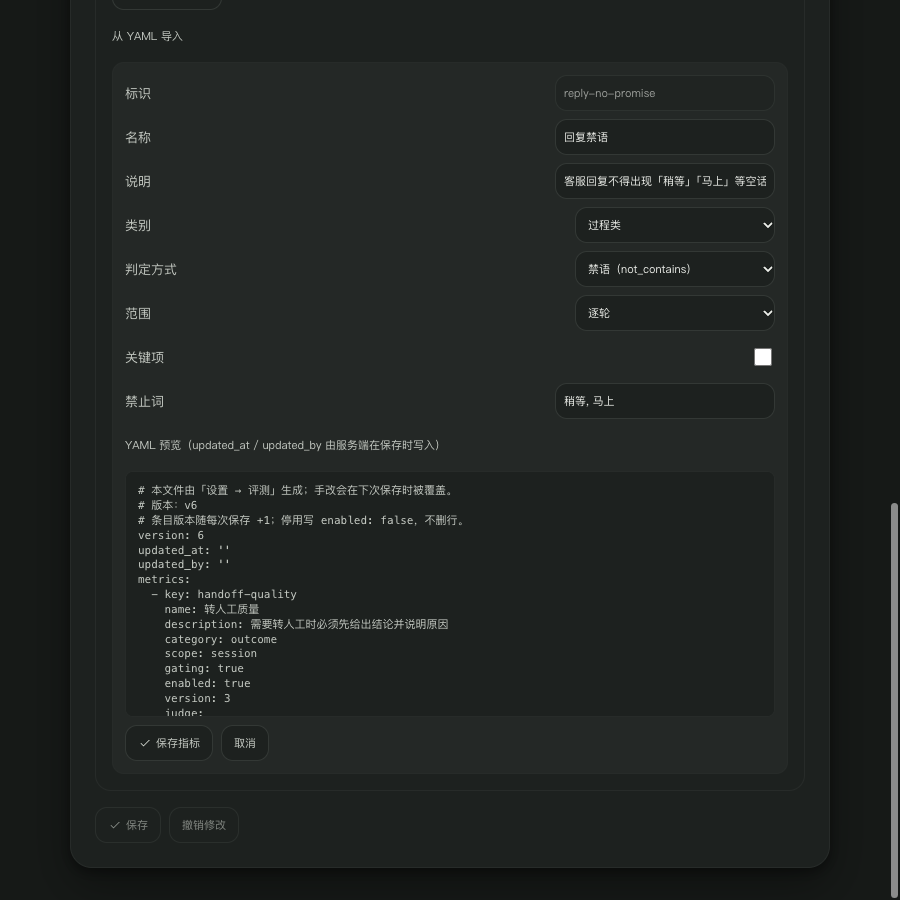 从 YAML 导入
标识
reply-no-promise
名称
回复禁语
说明
客服回复不得出现「稍等」「马上」等空话
类别
过程类
判定方式
禁语（not_contains）
范围
逐轮
关键项
禁止词
稍等, 马上
YAML 预览（updated_at / updated_by 由服务端在保存时写入）
# 本文件由「设置 → 评测」生成；手改会在下次保存时被覆盖。
# 版本：v6
# 条目版本随每次保存 +1；停用写 enabled: false，不删行。
version: 6
updated_at: ''
updated_by: ''
metrics:
  - key: handoff-quality
    name: 转人工质量
    description: 需要转人工时必须先给出结论并说明原因
    category: outcome
    scope: session
    gating: true
    enabled: true
    version: 3
    judge:
保存指标
取消
保存
撤销修改